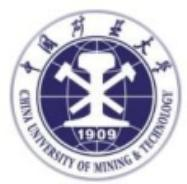 中国矿业大学
1909
CHINA UNIVERSITY OF MINING & TECHNOLOGY